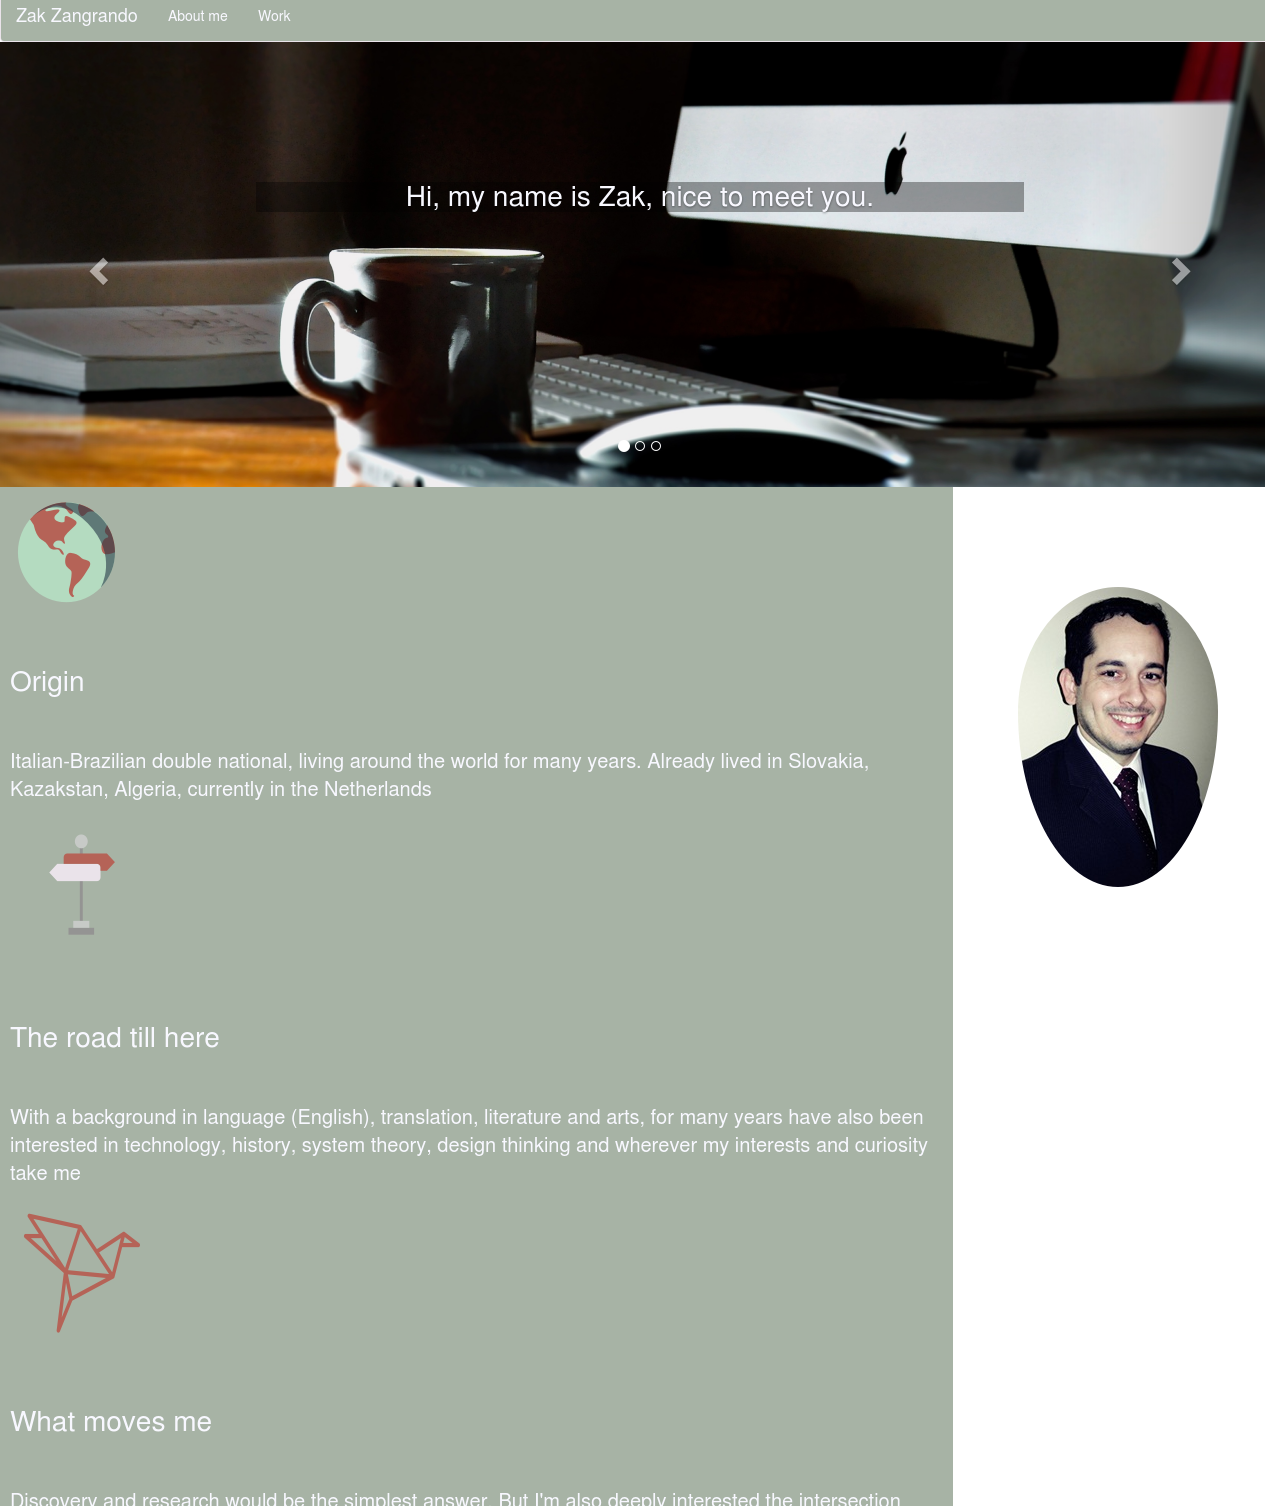 Zak Zangrando About me Work
Hi, my name is Zak, nice to meet you.
Origin
Italian-Brazilian double national, living around the world for many years. Already lived in Slovakia,
Kazakstan, Algeria, currently in the Netherlands
The road till here
With a background in language (English), translation, literature and arts, for many years have also been
interested in technology, history, system theory, design thinking and wherever my interests and curiosity
take me
What moves me
Discovery and research would be the simplest answer. But I'm also deeply interested the intersection